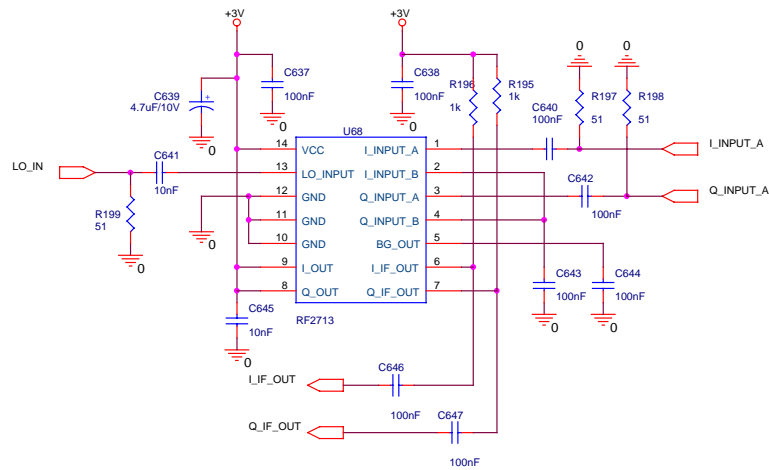 +3V
+3V
0
0
C637
100nF
0
C639
4.7uF/10V
+
0
C638
100nF
0
R196
1k
R195
1k
C640
100nF
R197
51
R198
51
U68
LO_IN
C641
10nF
R199
51
0
0
14
VCC
13
LO_INPUT
12
GND
11
GND
10
GND
9
I_OUT
8
Q_OUT
I_INPUT_A
1
I_INPUT_B
2
Q_INPUT_A
3
Q_INPUT_B
4
BG_OUT
5
I_IF_OUT
6
Q_IF_OUT
7
I_INPUT_A
C642
100nF
Q_INPUT_A
C643
100nF
0
C644
100nF
0
C645
10nF
0
RF2713
I_IF_OUT
C646
100nF
Q_IF_OUT
C647
100nF